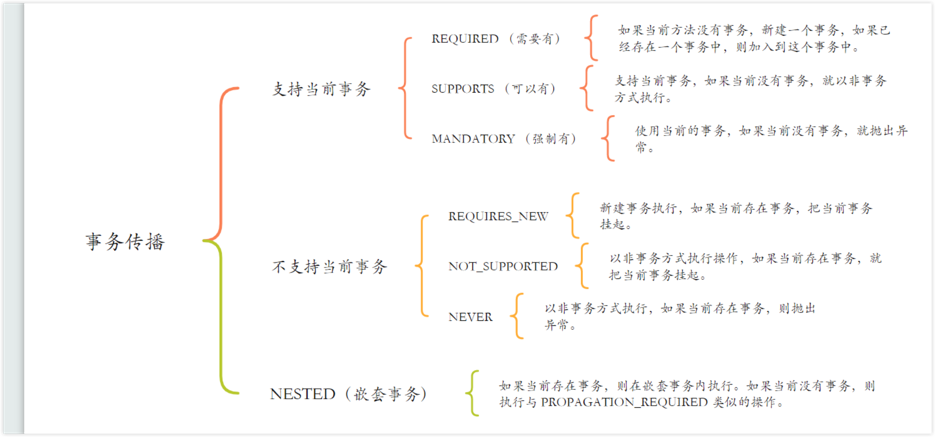 事务传播
支持当前事务
REQUIRED（需要有）
如果当前方法没有事务，新建一个事务，如果已
经存在一个事务中，则加入到这个事务中。
SUPPORTS（可以有）
支持当前事务，如果当前没有事务，就以非事务
方式执行。
MANDATORY（强制有）
使用当前的事务，如果当前没有事务，就抛出异
常。
不支持当前事务
REQUIRES_NEW
新建事务执行，如果当前存在事务，把当前事务
挂起。
NOT_SUPPORTED
以非事务方式执行操作，如果当前存在事务，就
把当前事务挂起。
NEVER
以非事务方式执行，如果当前存在事务，则抛出
异常。
NESTED（嵌套事务）
如果当前存在事务，则在嵌套事务内执行。如果当前没有事务，则
执行与 PROPAGATION_REQUIRED 类似的操作。